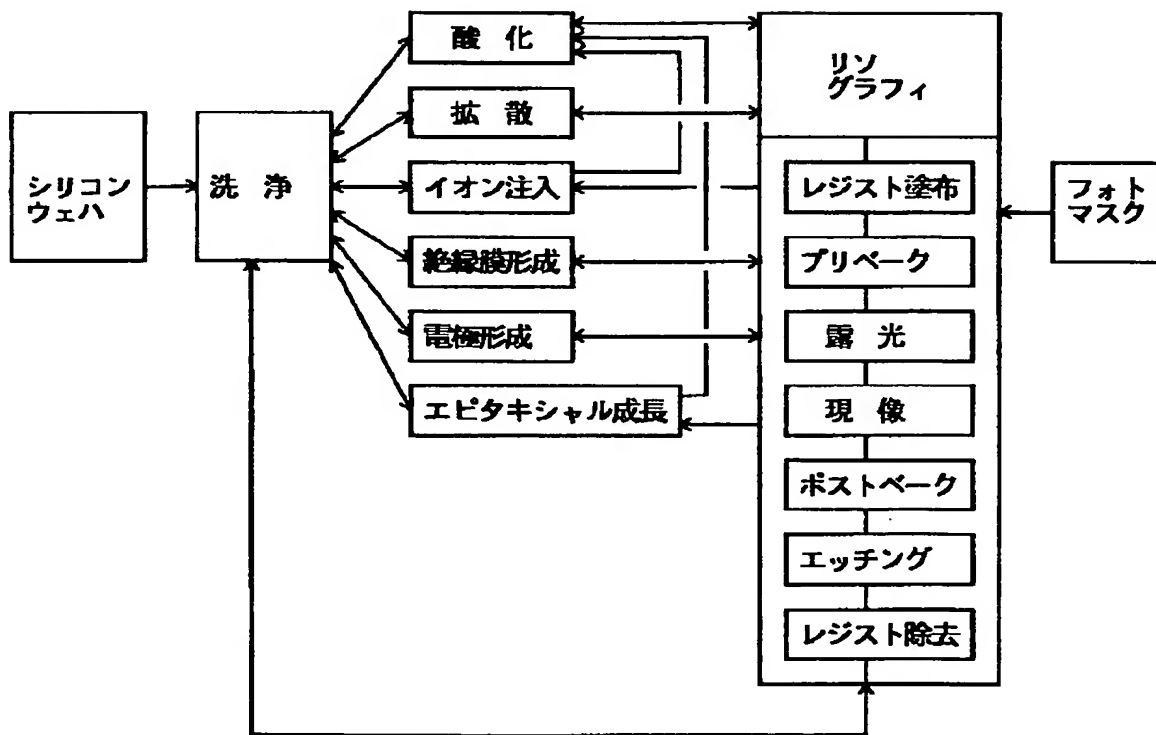 シリコン
ウェハ
洗 浄
酸 化
拡 散
イオン注入
絶縁膜形成
電極形成
エピタキシャル成長
リソ
グラフィ
レジスト塗布
プリベーク
露 光
現 像
ポストベーク
エッチング
レジスト除去
フォト
マスク